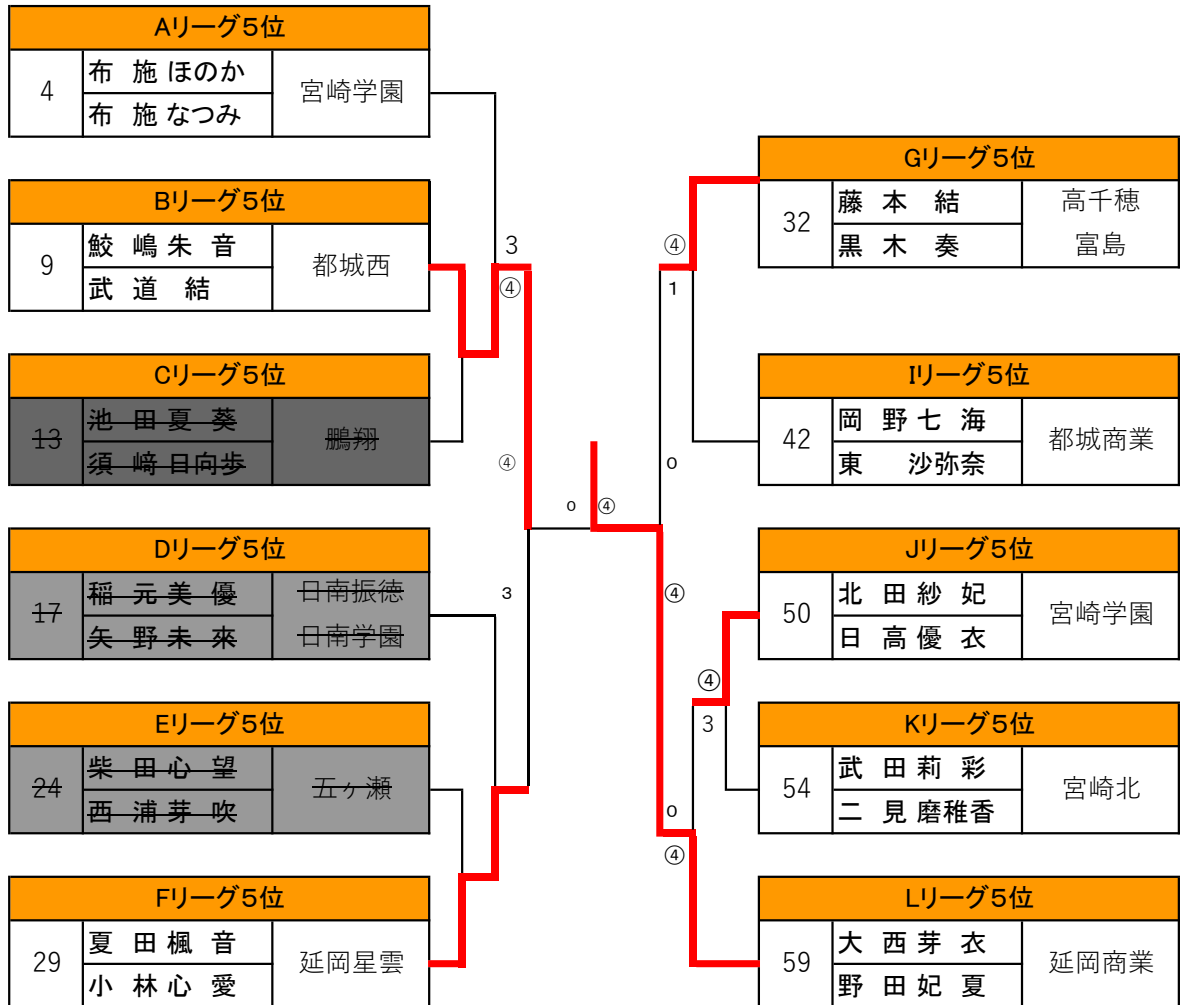 Aリーグ5位
4 布 施 ほのか 宮崎学園
布 施 なつみ
Bリーグ5位
9 鮫 嶋 朱 音 都城西
武 道 結
Cリーグ5位
13 池 田 夏 葵 鵬翔
須 﨑 日向歩
Dリーグ5位
17 稲 元 美 優 日南振徳
矢 野 未 來 日南学園
Eリーグ5位
24 柴 田 心 望 五ヶ瀬
西 浦 芽 吹
Fリーグ5位
29 夏 田 楓 音 延岡星雲
小 林 心 愛
3
④
④
3
0
④
④
1
0
④
④
3
0
④
Gリーグ5位
32 藤 本 結 高千穂
黒 木 奏 富島
Iリーグ5位
42 岡 野 七 海 都城商業
東 沙弥奈
Jリーグ5位
50 北 田 紗 妃 宮崎学園
日 高 優 衣
Kリーグ5位
54 武 田 莉 彩 宮崎北
二 見 磨稚香
Lリーグ5位
59 大 西 芽 衣 延岡商業
野 田 妃 夏